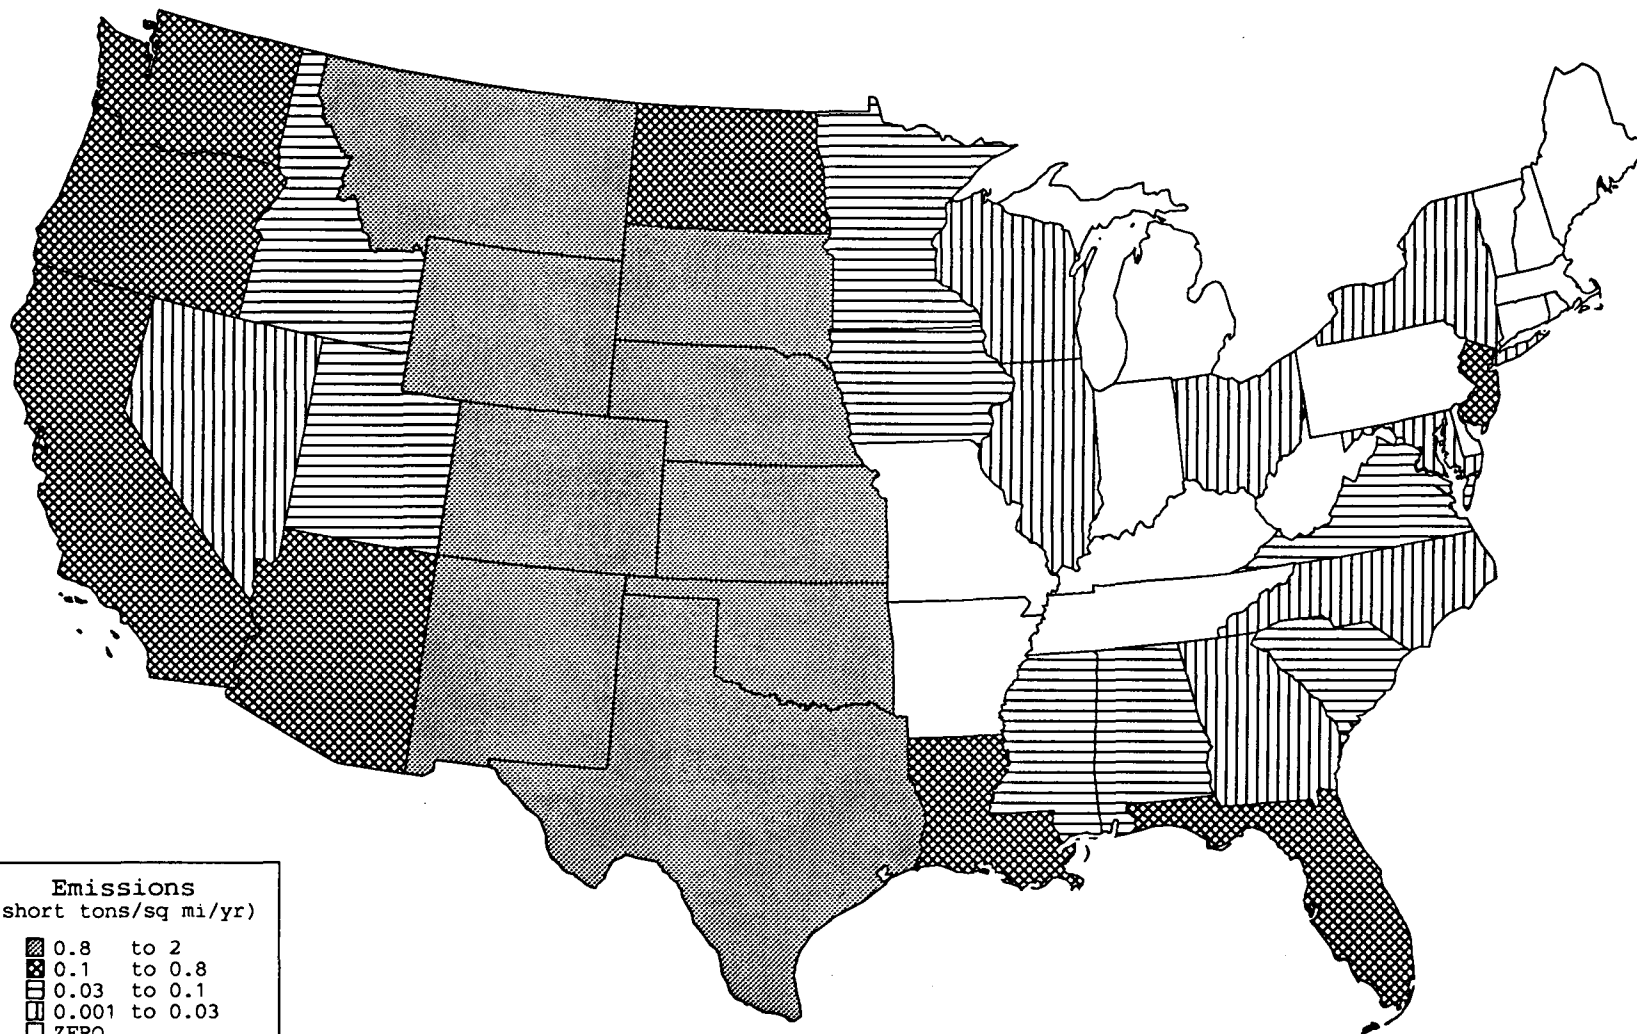 Emissions
short tons/sq mi/yr)
0.8 to 2
0.1 to 0.8
0.03 to 0.1
0.001 to 0.03
ZERO